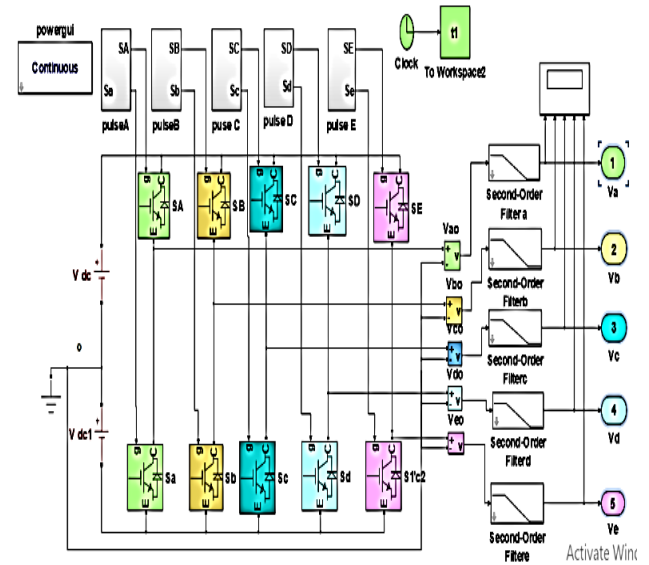 powergui
Continuous
SA
Sa
pulseA
SB
Sb
pulseB
SC
Sc
puse C
SD
Sd
pulse D
SE
Se
pulse E
Clock
t1
To Workspace2
g C
E
SA
g C
E
SB
g C
E
SC
g C
E
SD
g C
E
SE
V dc
+
o
V dc1
+
Vao
+
-
v
Vbo
+
-
v
Vco
Vdo
+
-
v
Veo
+
-
v
+
-
v
Second-Order
Filter a
Second-Order
Filterb
Second-Order
Filterc
Second-Order
Filterd
Second-Order
Filtere
1
Va
2
Vb
3
Vc
4
Vd
5
Ve
g C
E
Sa
g C
E
Sb
g C
E
Sc
g C
E
Sd
g C
E
S1'c2
Activate Winc